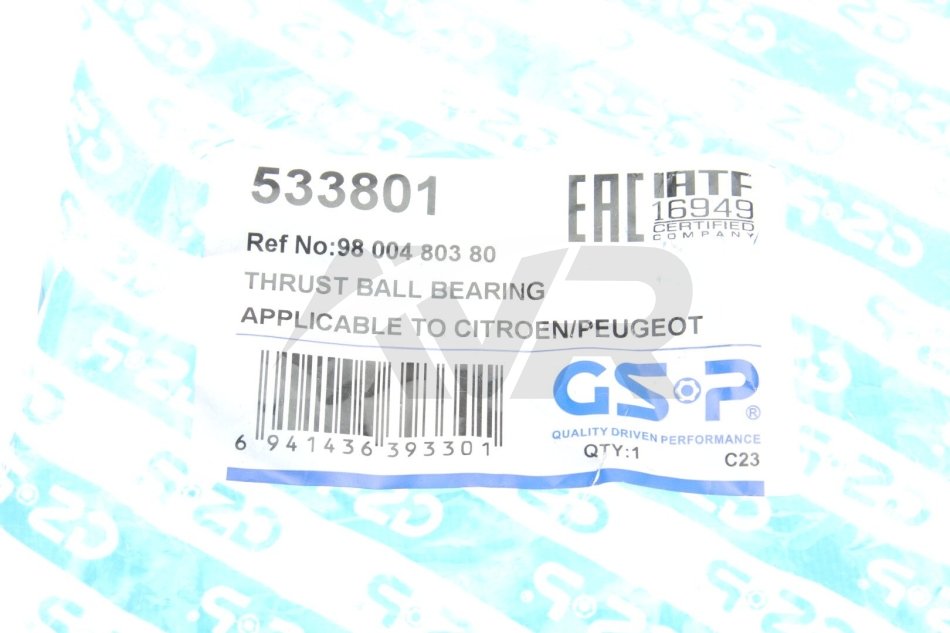 533801
EAC IATF
16949
CERTIFIED
COMPANY
Ref No:98 004 803 80
THRUST BALL BEARING
APPLICABLE TO CITROEN/PEUGEOT
6 941436 393301
GSP®
QUALITY DRIVEN PERFORMANCE
QTY:1
C23